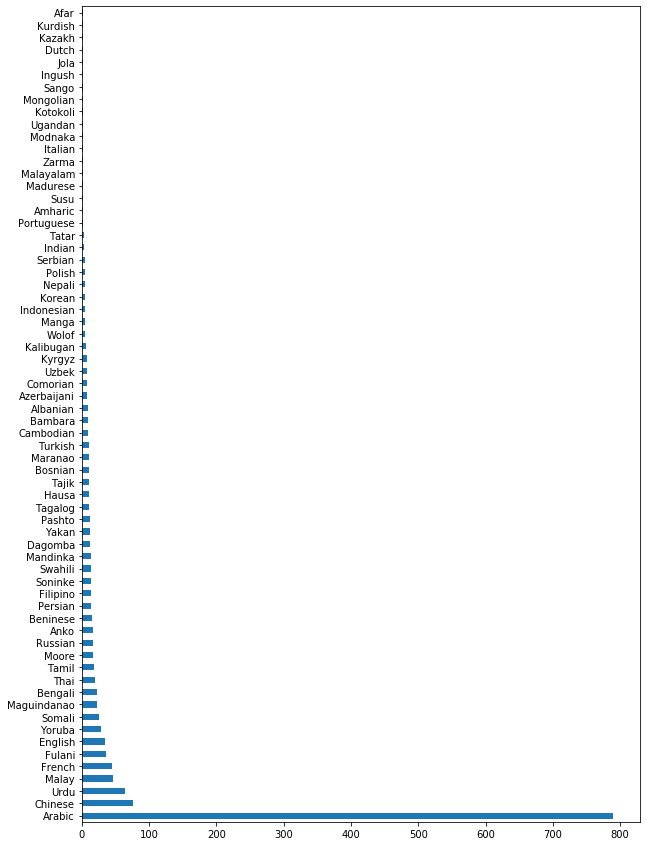 Afar
Kurdish
Kazakh
Dutch
Jola
Ingush
Sango
Mongolian
Kotokoli
Ugandan
Modnaka
Italian
Zarma
Malayalam
Madurese
Susu
Amharic
Portuguese
Tatar
Indian
Serbian
Polish
Nepali
Korean
Indonesian
Manga
Wolof
Kalibugan
Kyrgyz
Uzbek
Comorian
Azerbaijani
Albanian
Bambara
Cambodian
Turkish
Maranao
Bosnian
Tajik
Hausa
Tagalog
Pashto
Yakan
Dagomba
Mandinka
Swahili
Soninke
Filipino
Persian
Beninese
Anko
Russian
Moore
Tamil
Thai
Bengali
Maguindanao
Somali
Yoruba
English
Fulani
French
Malay
Urdu
Chinese
Arabic
0 100 200 300 400 500 600 700 800